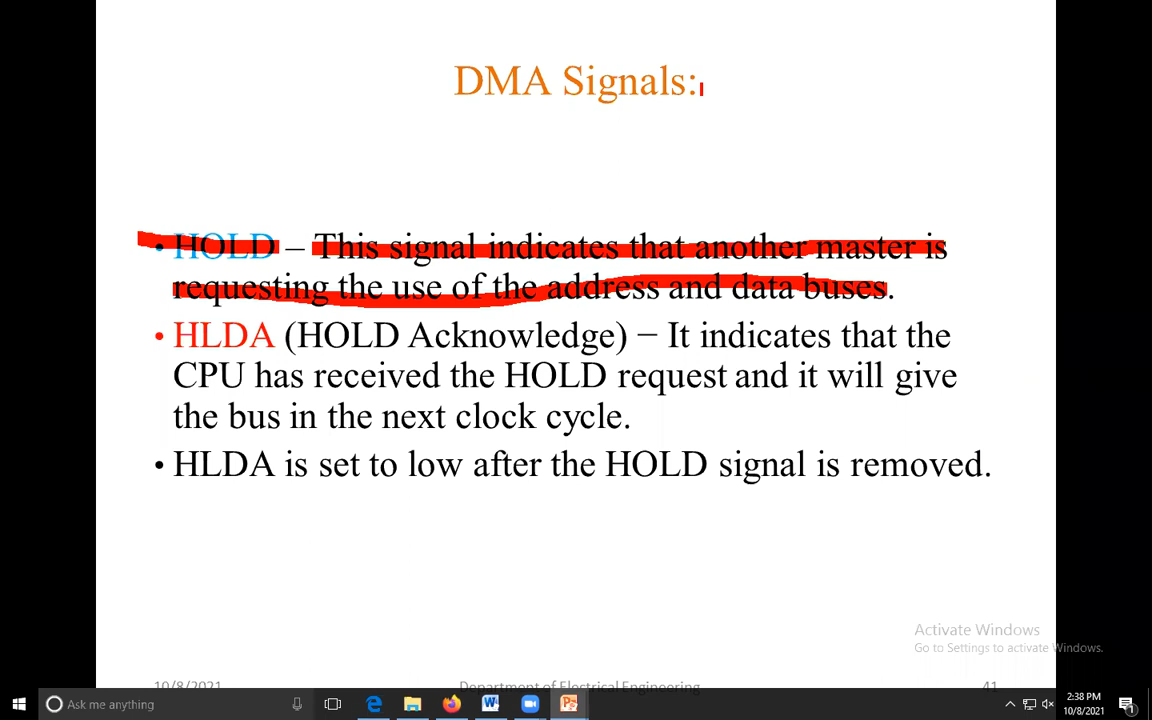 DMA Signals:
• HOLD – This signal indicates that another master is
requesting the use of the address and data buses.
• HLDA (HOLD Acknowledge) − It indicates that the
CPU has received the HOLD request and it will give
the bus in the next clock cycle.
• HLDA is set to low after the HOLD signal is removed.
Activate Windows
Go to Settings to activate Windows.
10/8/2021 Department of Electrical Engineering 41
Ask me anything
2:38 PM
10/8/2021
1